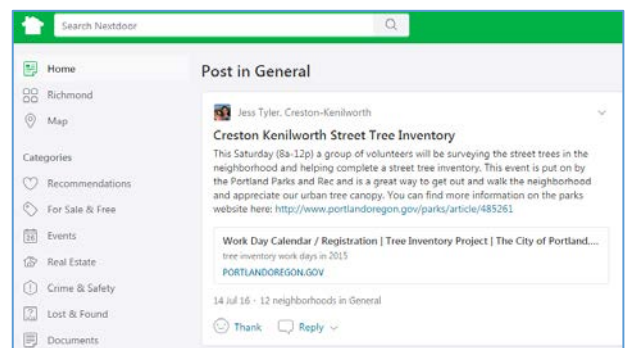 Search Nextdoor
Home
Richmond
Map
Categories
Recommendations
For Sale & Free
Events
26
Real Estate
Crime & Safety
Lost & Found
Documents
Post in General
Jess Tyler, Creston-Kenilworth
Creston Kenilworth Street Tree Inventory
This Saturday (8a-12p) a group of volunteers will be surveying the street trees in the
neighborhood and helping complete a street tree inventory. This event is put on by
the Portland Parks and Rec and is a great way to get out and walk the neighborhood
and appreciate our urban tree canopy. You can find more information on the parks
website here: http://www.portlandoregon.gov/parks/article/485261
Work Day Calendar / Registration | Tree Inventory Project | The City of Portland,...
tree inventory work days in 2015
PORTLANDOREGON.GOV
14 Jul 16 · 12 neighborhoods in General
Thank
Reply